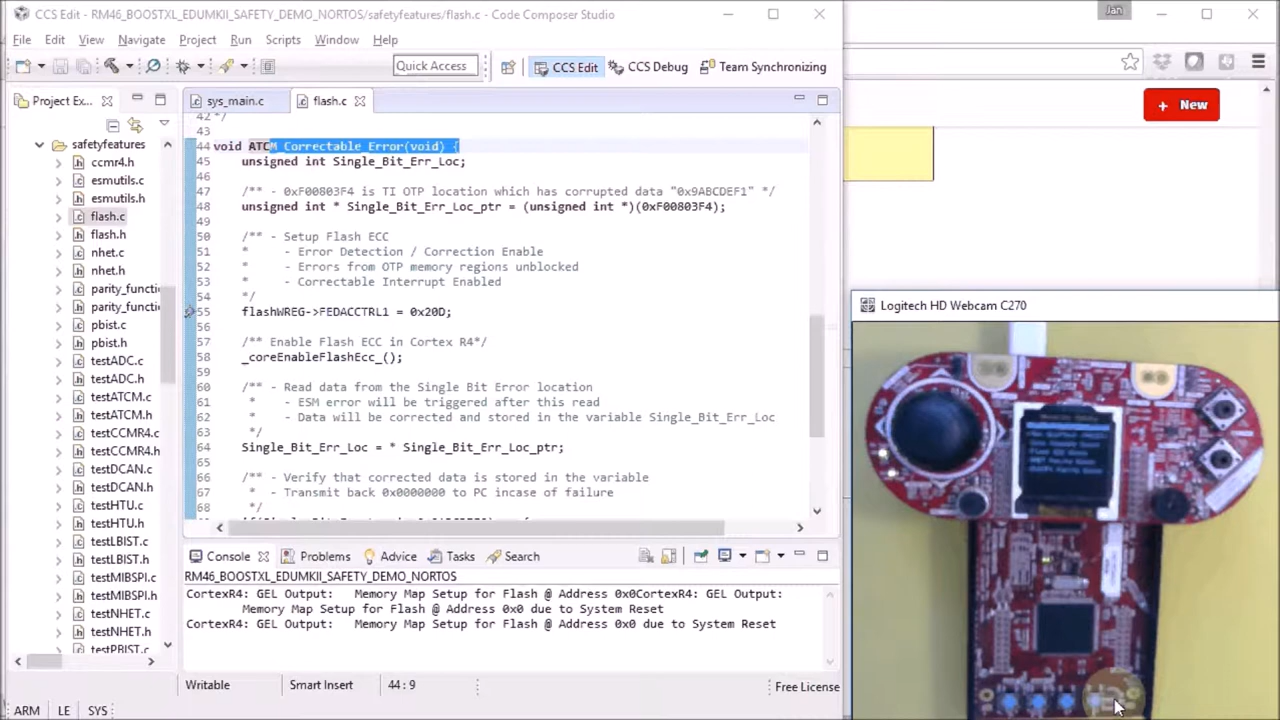 CCS Edit - RM46_BOOSTXL_EDUMKII_SAFETY_DEMO_NORTOS/safetyfeatures/flash.c - Code Composer Studio
Jan
File Edit View Navigate Project Run Scripts Window Help
Quick Access
CCS Edit
CCS Debug
Team Synchronizing
+ New
Project Ex...
sys_main.c
flash.c
safetyfeatures
ccmr4.h
esmutils.c
esmutils.h
flash.c
flash.h
nhet.c
nhet.h
parity_functio
parity_functio
pbist.c
pbist.h
testADC.c
testADC.h
testATCM.c
testATCM.h
testCCMR4.c
testCCMR4.h
testDCAN.c
testDCAN.h
testHTU.c
testHTU.h
testLBIST.c
testLBIST.h
testMIBSPI.c
testMIBSPI.h
testNHET.c
testNHET.h
testPBIST.c
42 */
43
44 void ATCM_Correctable_Error(void) {
45 unsigned int Single_Bit_Err_Loc;
46
47 /** - 0xF00803F4 is TI OTP location which has corrupted data "0x9ABCDEF1" */
48 unsigned int * Single_Bit_Err_Loc_ptr = (unsigned int *)(0xF00803F4);
49
50 /** - Setup Flash ECC
51 * - Error Detection / Correction Enable
52 * - Errors from OTP memory regions unblocked
53 * - Correctable Interrupt Enabled
54 */
55 flashWREG->FEDACCTRL1 = 0x20D;
56
57 /** Enable Flash ECC in Cortex R4*/
58 _coreEnableFlashEcc_();
59
60 /** - Read data from the Single Bit Error location
61 * - ESM error will be triggered after this read
62 * - Data will be corrected and stored in the variable Single_Bit_Err_Loc
63 */
64 Single_Bit_Err_Loc = * Single_Bit_Err_Loc_ptr;
65
66 /** - Verify that corrected data is stored in the variable
67 * - Transmit back 0x0000000 to PC incase of failure
68 */
Console
Problems
Advice
Tasks
Search
RM46_BOOSTXL_EDUMKII_SAFETY_DEMO_NORTOS
CortexR4: GEL Output: Memory Map Setup for Flash @ Address 0x0CortexR4: GEL Output:
Memory Map Setup for Flash @ Address 0x0 due to System Reset
CortexR4: GEL Output: Memory Map Setup for Flash @ Address 0x0 due to System Reset
Writable
Smart Insert
44 : 9
Free License
ARM LE SYS
Logitech HD Webcam C270